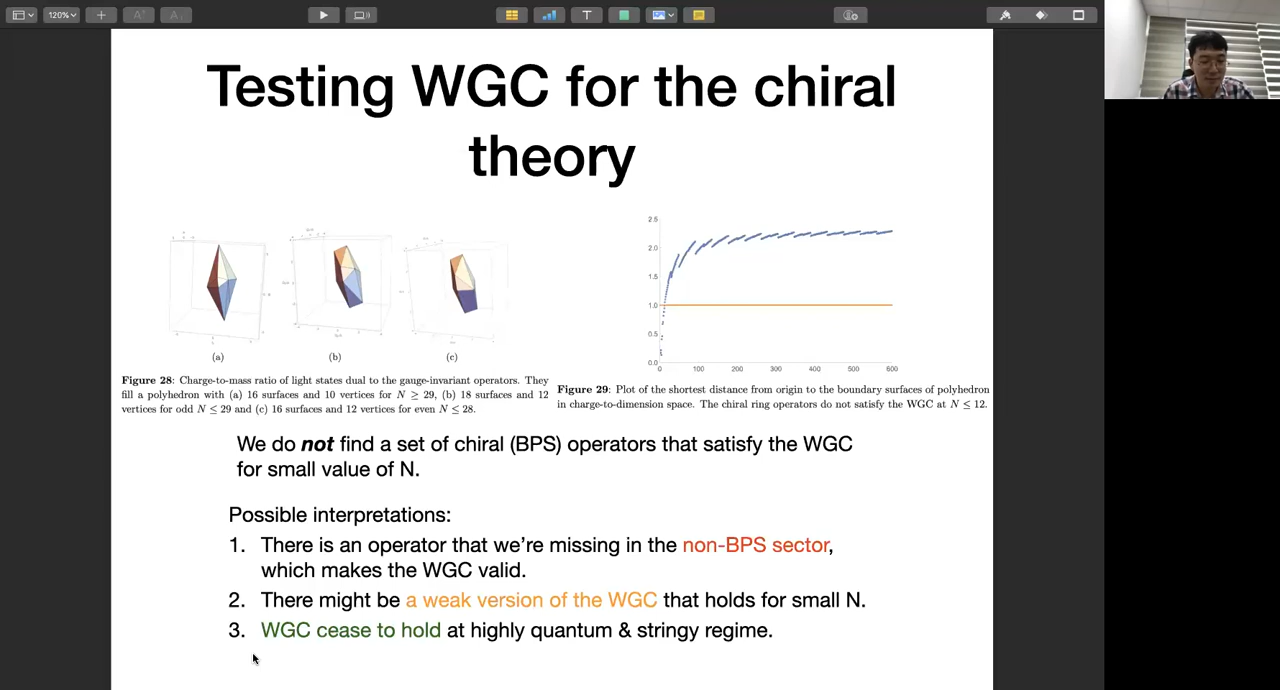 120%
Testing WGC for the chiral
theory
2.5
2.0
1.5
1.0
0.5
0.0
0 100 200 300 400 500 600
(a) (b) (c)
Figure 28: Charge-to-mass ratio of light states dual to the gauge-invariant operators. They
fill a polyhedron with (a) 16 surfaces and 10 vertices for N ≥ 29, (b) 18 surfaces and 12
vertices for odd N ≤ 29 and (c) 16 surfaces and 12 vertices for even N ≤ 28.
Figure 29: Plot of the shortest distance from origin to the boundary surfaces of polyhedron
in charge-to-dimension space. The chiral ring operators do not satisfy the WGC at N ≤ 12.
We do not find a set of chiral (BPS) operators that satisfy the WGC
for small value of N.
Possible interpretations:
1. There is an operator that we're missing in the non-BPS sector,
which makes the WGC valid.
2. There might be a weak version of the WGC that holds for small N.
3. WGC cease to hold at highly quantum & stringy regime.